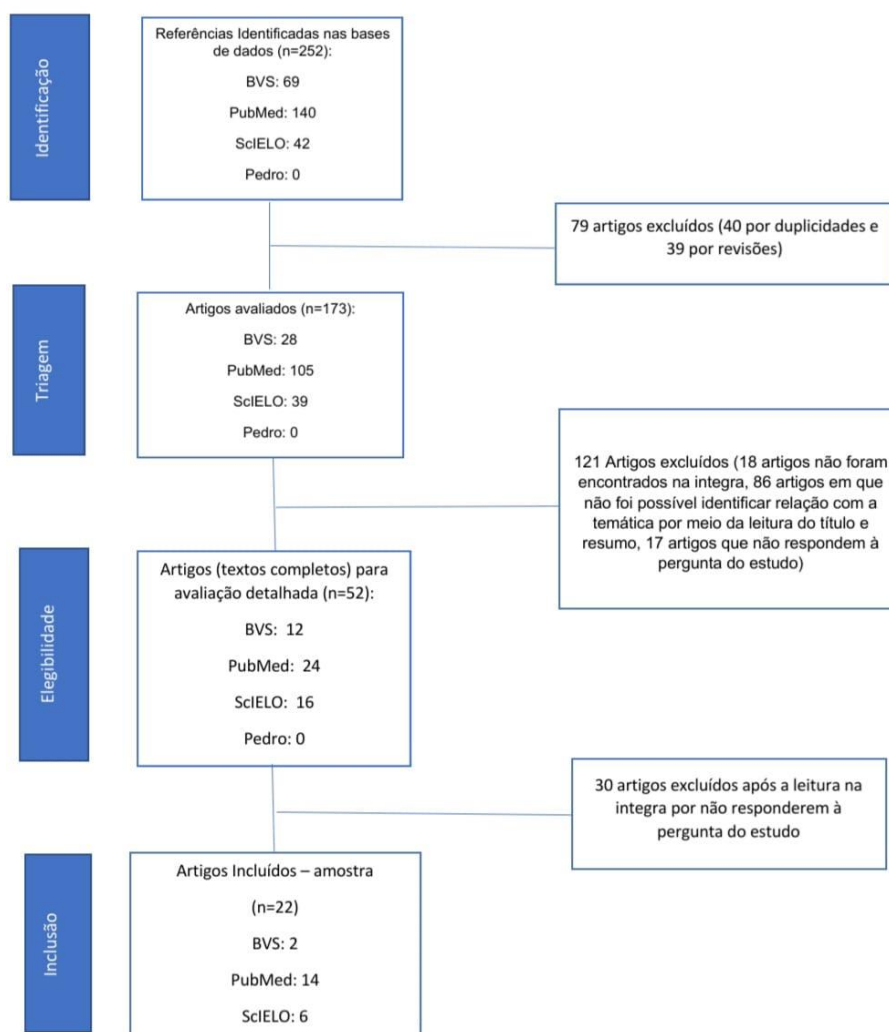 Identificação
Referências Identificadas nas bases
de dados (n=252):
BVS: 69
PubMed: 140
ScIELO: 42
Pedro: 0
79 artigos excluídos (40 por duplicidades e
39 por revisões)
Triagem
Artigos avaliados (n=173):
BVS: 28
PubMed: 105
ScIELO: 39
Pedro: 0
121 Artigos excluídos (18 artigos não foram
encontrados na integra, 86 artigos em que
não foi possível identificar relação com a
temática por meio da leitura do título e
resumo, 17 artigos que não respondem à
pergunta do estudo)
Elegibilidade
Artigos (textos completos) para
avaliação detalhada (n=52):
BVS: 12
PubMed: 24
ScIELO: 16
Pedro: 0
30 artigos excluídos após a leitura na
integra por não responderem à
pergunta do estudo
Inclusão
Artigos Incluídos – amostra
(n=22)
BVS: 2
PubMed: 14
ScIELO: 6